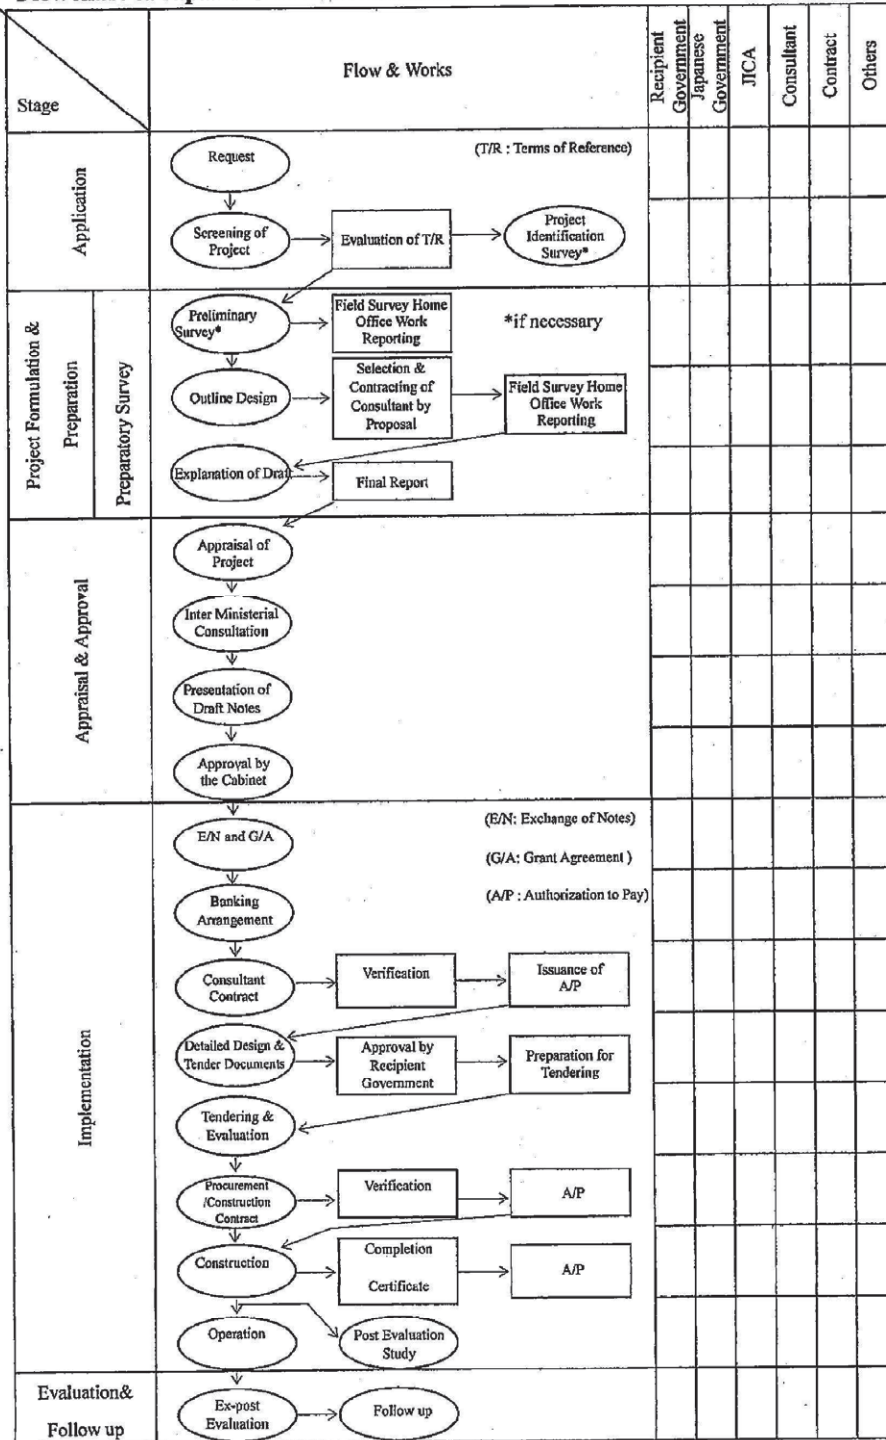 Stage
Flow & Works
Recipient
Government
Japanese
Government
JICA
Consultant
Contract
Others
Application
Request
(T/R : Terms of Reference)
Screening of
Project
Evaluation of T/R
Project
Identification
Survey*
Project Formulation &
Preparation
Preparatory Survey
Preliminary
Survey*
Field Survey Home
Office Work
Reporting
*if necessary
Outline Design
Selection &
Contracting of
Consultant by
Proposal
Field Survey Home
Office Work
Reporting
Explanation of Draft
Final Report
Appraisal & Approval
Appraisal of
Project
Inter Ministerial
Consultation
Presentation of
Draft Notes
Approval by
the Cabinet
Implementation
E/N and G/A
(E/N: Exchange of Notes)
(G/A: Grant Agreement )
(A/P : Authorization to Pay)
Banking
Arrangement
Consultant
Contract
Verification
Issuance of
A/P
Detailed Design &
Tender Documents
Approval by
Recipient
Government
Preparation for
Tendering
Tendering &
Evaluation
Procurement
/Construction
Contract
Verification
A/P
Construction
Completion
Certificate
A/P
Operation
Post Evaluation
Study
Evaluation&
Follow up
Ex-post
Evaluation
Follow up